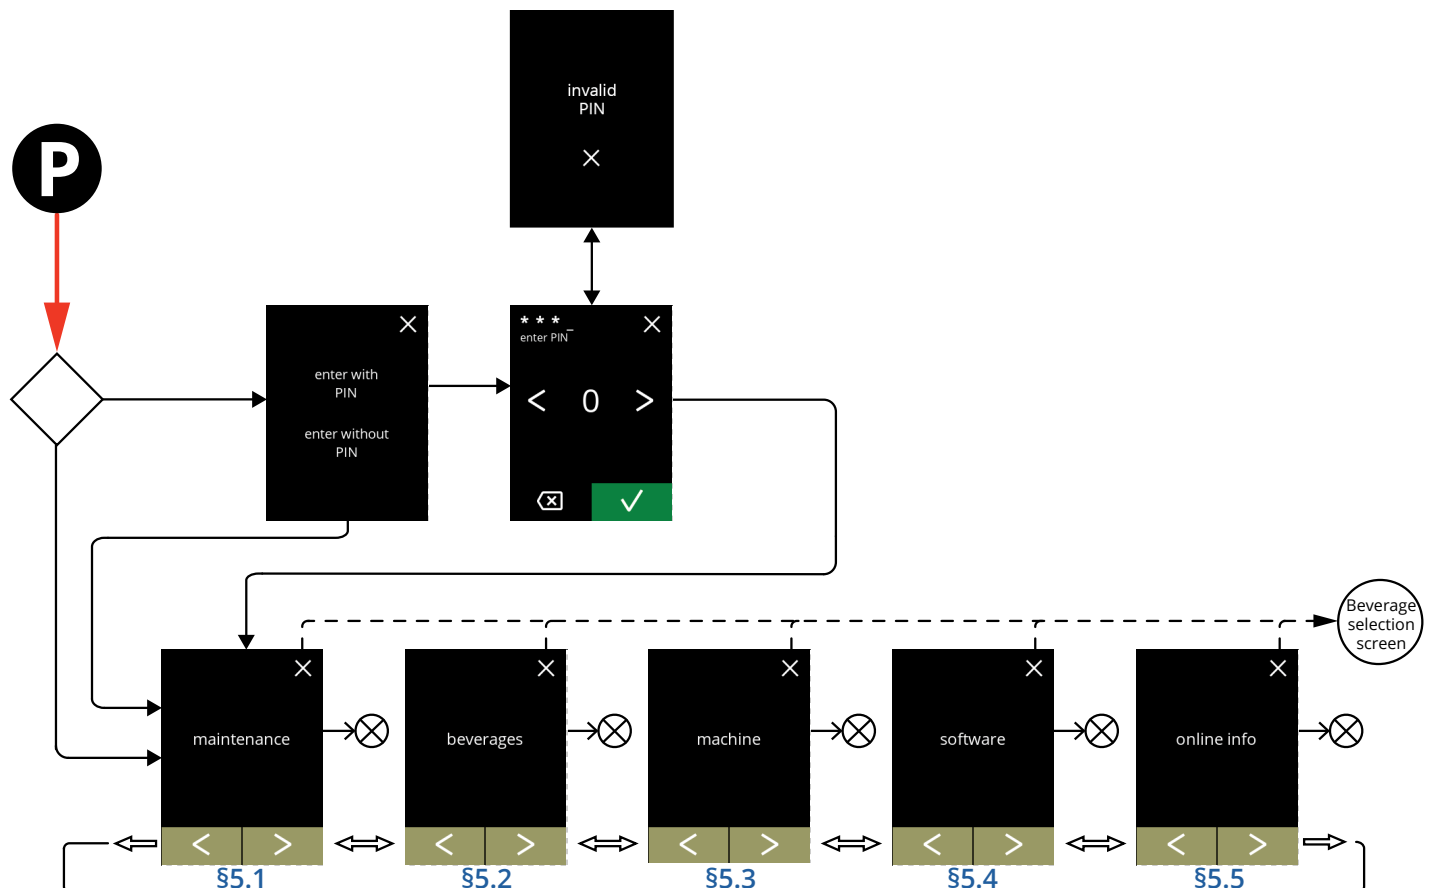 invalid
PIN
P
* * * _
enter PIN
enter with
PIN
enter without
PIN
< 0 >
Beverage
selection
screen
maintenance
beverages
machine
software
online info
< >
< >
< >
< >
< >
§5.1
§5.2
§5.3
§5.4
§5.5